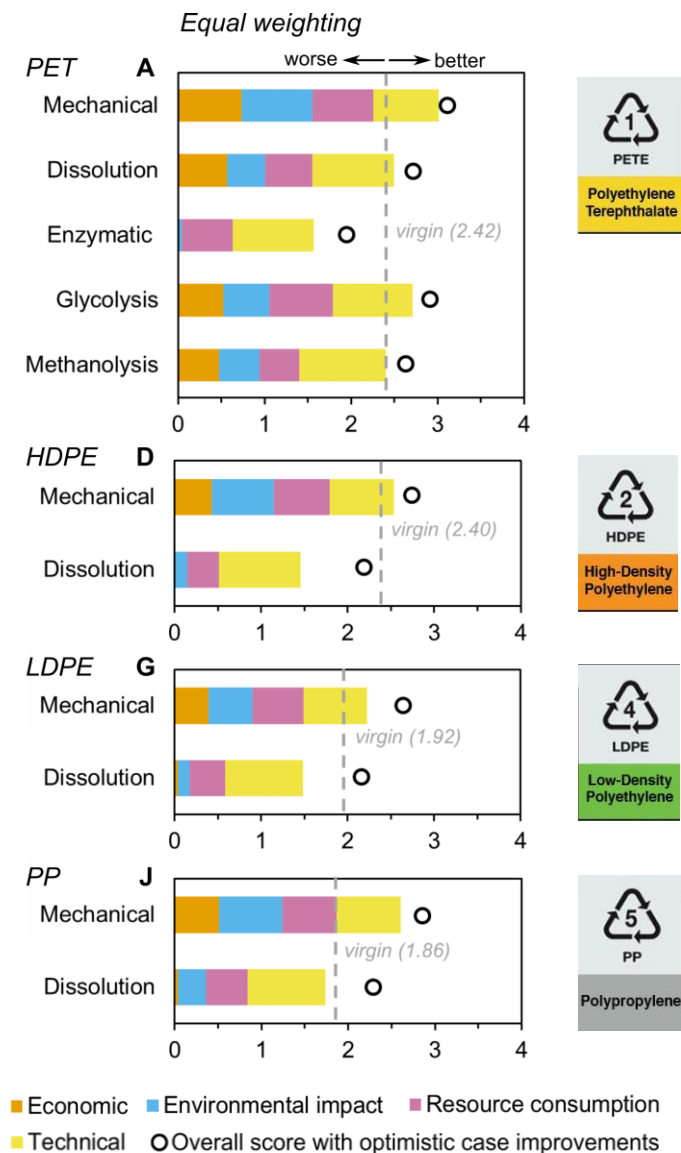 Equal weighting
worse better
PET A
Mechanical
Dissolution
Enzymatic
virgin (2.42)
Glycolysis
Methanolysis
0 1 2 3 4
1
PETE
Polyethylene
Terephthalate
HDPE D
Mechanical
virgin (2.40)
Dissolution
0 1 2 3 4
2
HDPE
High-Density
Polyethylene
LDPE G
Mechanical
virgin (1.92)
Dissolution
0 1 2 3 4
4
LDPE
Low-Density
Polyethylene
PP J
Mechanical
virgin (1.86)
Dissolution
0 1 2 3 4
5
PP
Polypropylene
Economic Environmental impact Resource consumption
Technical Overall score with optimistic case improvements